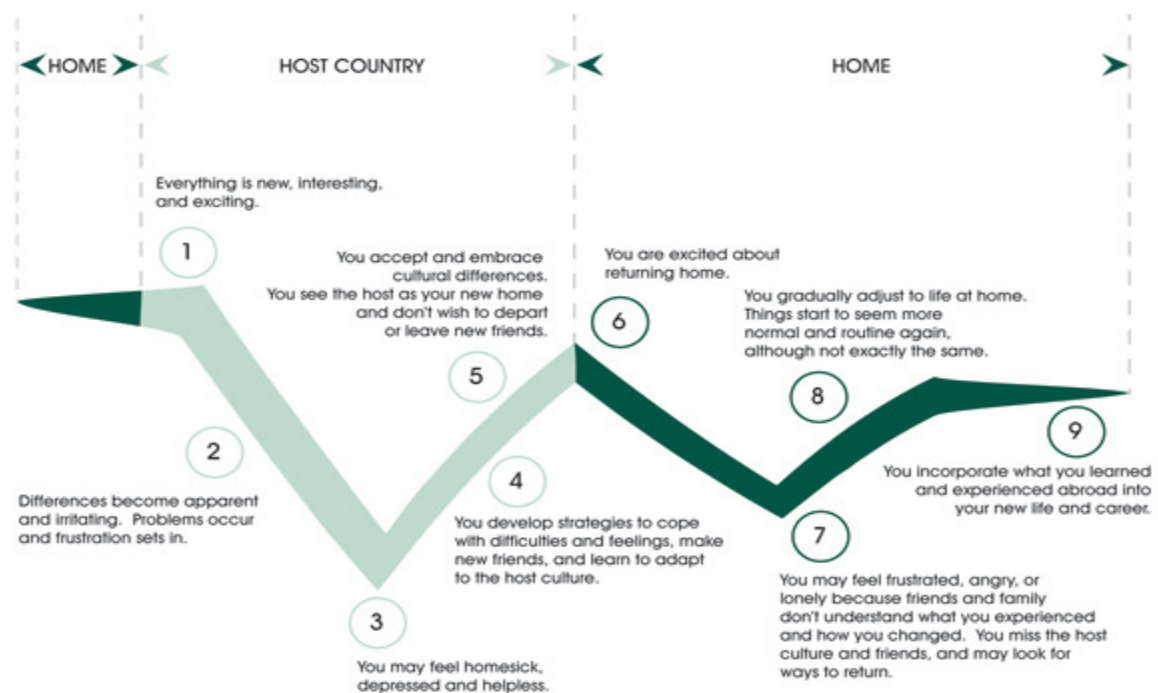 HOME
HOST COUNTRY
HOME
Everything is new, interesting,
and exciting.
1
2
Differences become apparent
and irritating. Problems occur
and frustration sets in.
3
You may feel homesick,
depressed and helpless.
4
You develop strategies to cope
with difficulties and feelings, make
new friends, and learn to adapt
to the host culture.
You accept and embrace
cultural differences.
You see the host as your new home
and don't wish to depart
or leave new friends.
5
You are excited about
returning home.
6
7
You may feel frustrated, angry, or
lonely because friends and family
don't understand what you experienced
and how you changed. You miss the host
culture and friends, and may look for
ways to return.
You gradually adjust to life at home.
Things start to seem more
normal and routine again,
although not exactly the same.
8
9
You incorporate what you learned
and experienced abroad into
your new life and career.